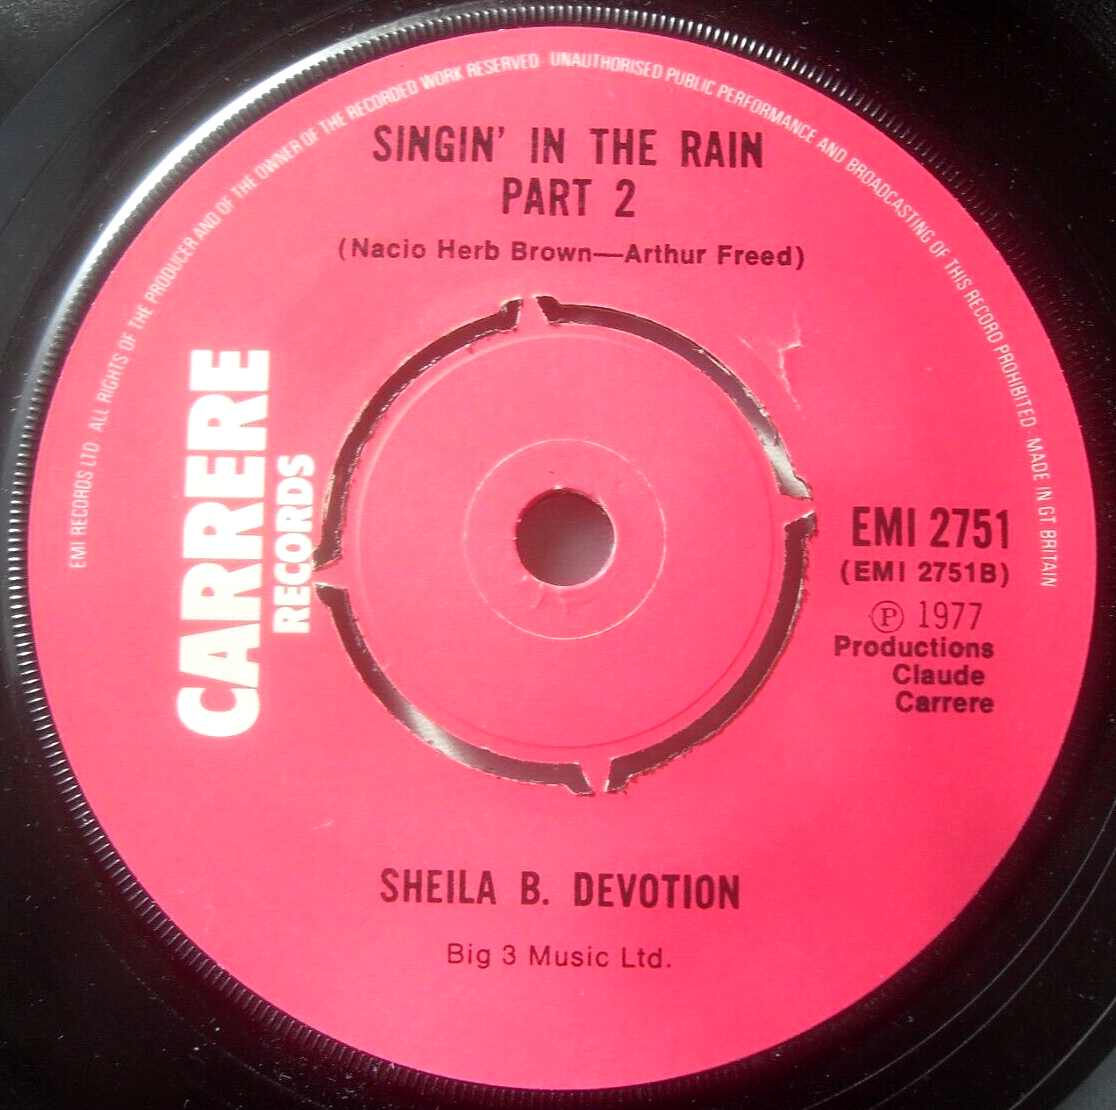 EMI RECORDS LTD ALL RIGHTS OF THE PRODUCER AND OF THE OWNER OF THE RECORDED WORK RESERVED UNAUTHORISED PUBLIC PERFORMANCE AND BROADCASTING OF THIS RECORD PROHIBITED · MADE IN GT. BRITAIN
SINGIN' IN THE RAIN
PART 2
(Nacio Herb Brown—Arthur Freed)
CARRERE
RECORDS
EMI 2751
(EMI 2751B)
Ⓟ 1977
Productions
Claude
Carrere
SHEILA B. DEVOTION
Big 3 Music Ltd.